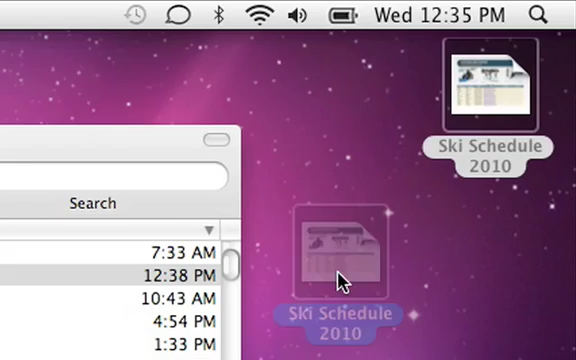 Wed 12:35 PM
Ski Schedule
2010
Search
7:33 AM
12:38 PM
10:43 AM
4:54 PM
1:33 PM
Ski Schedule
2010